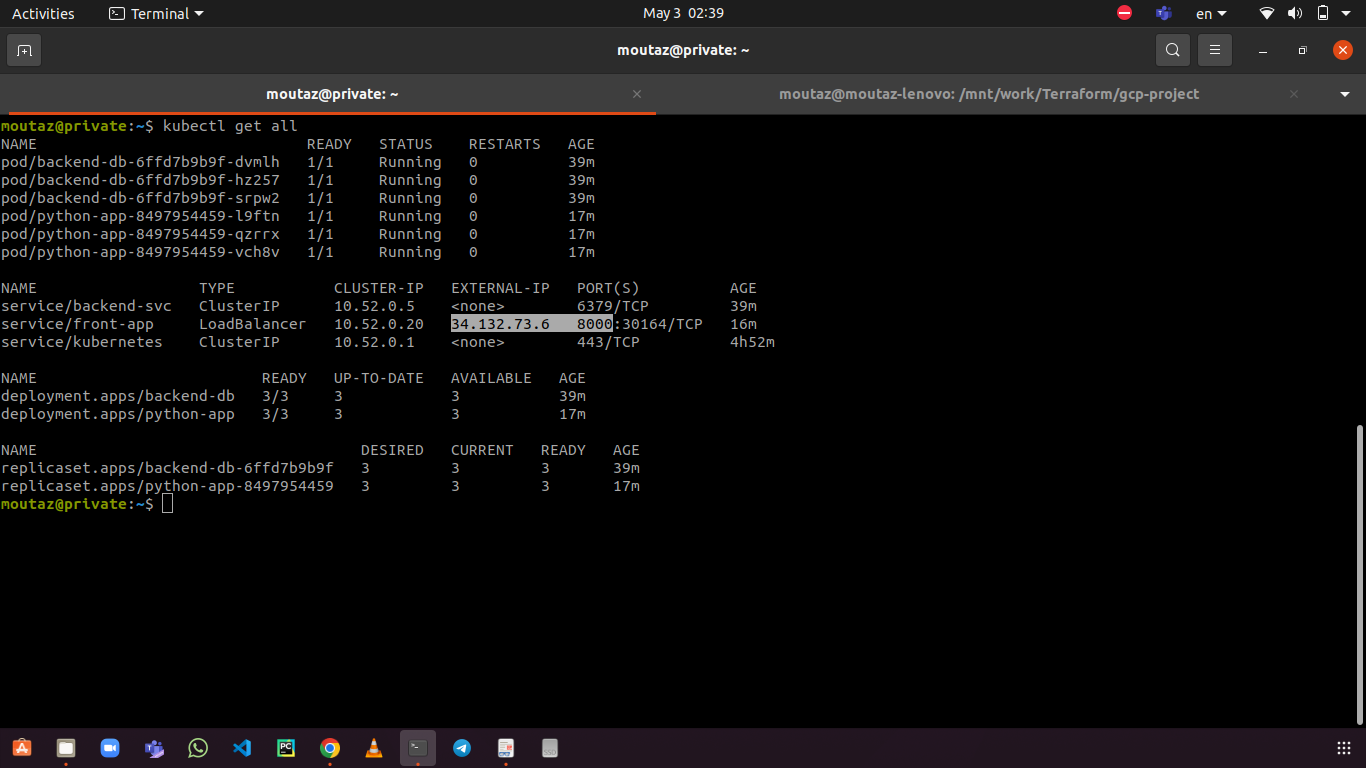 Activities Terminal May 3 02:39 en
moutaz@private: ~
moutaz@private: ~ moutaz@moutaz-lenovo: /mnt/work/Terraform/gcp-project
moutaz@private:~$ kubectl get all
NAME READY STATUS RESTARTS AGE
pod/backend-db-6ffd7b9b9f-dvmlh 1/1 Running 0 39m
pod/backend-db-6ffd7b9b9f-hz257 1/1 Running 0 39m
pod/backend-db-6ffd7b9b9f-srpw2 1/1 Running 0 39m
pod/python-app-8497954459-l9ftn 1/1 Running 0 17m
pod/python-app-8497954459-qzrrx 1/1 Running 0 17m
pod/python-app-8497954459-vch8v 1/1 Running 0 17m
NAME TYPE CLUSTER-IP EXTERNAL-IP PORT(S) AGE
service/backend-svc ClusterIP 10.52.0.5 <none> 6379/TCP 39m
service/front-app LoadBalancer 10.52.0.20 34.132.73.6 8000:30164/TCP 16m
service/kubernetes ClusterIP 10.52.0.1 <none> 443/TCP 4h52m
NAME READY UP-TO-DATE AVAILABLE AGE
deployment.apps/backend-db 3/3 3 3 39m
deployment.apps/python-app 3/3 3 3 17m
NAME DESIRED CURRENT READY AGE
replicaset.apps/backend-db-6ffd7b9b9f 3 3 3 39m
replicaset.apps/python-app-8497954459 3 3 3 17m
moutaz@private:~$